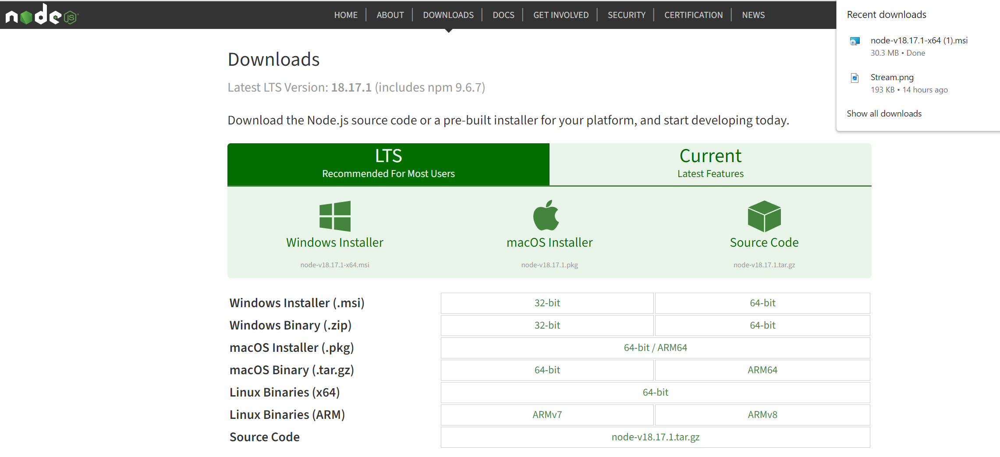 node JS
HOME ABOUT DOWNLOADS DOCS GET INVOLVED SECURITY CERTIFICATION NEWS
Recent downloads
node-v18.17.1-x64 (1).msi
30.3 MB • Done
Stream.png
193 KB • 14 hours ago
Show all downloads
Downloads
Latest LTS Version: 18.17.1 (includes npm 9.6.7)
Download the Node.js source code or a pre-built installer for your platform, and start developing today.
LTS
Recommended For Most Users
Current
Latest Features
Windows Installer
node-v18.17.1-x64.msi
macOS Installer
node-v18.17.1.pkg
Source Code
node-v18.17.1.tar.gz
Windows Installer (.msi) 32-bit 64-bit
Windows Binary (.zip) 32-bit 64-bit
macOS Installer (.pkg) 64-bit / ARM64
macOS Binary (.tar.gz) 64-bit ARM64
Linux Binaries (x64) 64-bit
Linux Binaries (ARM) ARMv7 ARMv8
Source Code node-v18.17.1.tar.gz